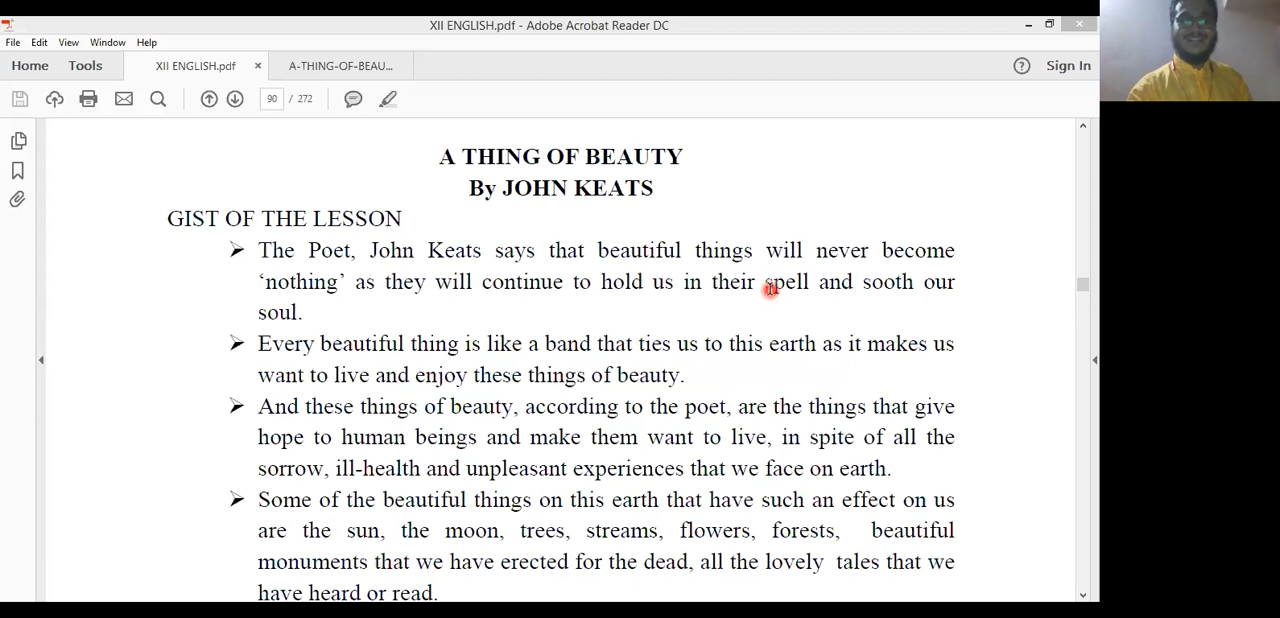 XII ENGLISH.pdf - Adobe Acrobat Reader DC
File Edit View Window Help
Home Tools XII ENGLISH.pdf × A-THING-OF-BEAU... ? Sign In
90 / 272
A THING OF BEAUTY
By JOHN KEATS
GIST OF THE LESSON
➢ The Poet, John Keats says that beautiful things will never become
‘nothing’ as they will continue to hold us in their spell and sooth our
soul.
➢ Every beautiful thing is like a band that ties us to this earth as it makes us
want to live and enjoy these things of beauty.
➢ And these things of beauty, according to the poet, are the things that give
hope to human beings and make them want to live, in spite of all the
sorrow, ill-health and unpleasant experiences that we face on earth.
➢ Some of the beautiful things on this earth that have such an effect on us
are the sun, the moon, trees, streams, flowers, forests, beautiful
monuments that we have erected for the dead, all the lovely tales that we
have heard or read.